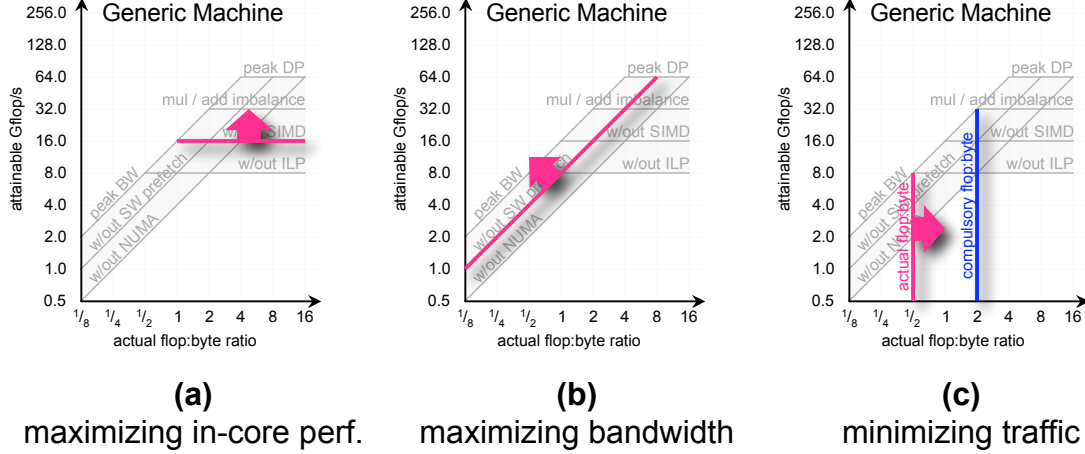 Generic Machine
256.0
128.0
64.0
32.0
16.0
8.0
4.0
2.0
1.0
0.5
attainable Gflop/s
peak DP
mul / add imbalance
w/out SIMD
w/out ILP
peak BW
w/out SW prefetch
w/out NUMA
1/8 1/4 1/2 1 2 4 8 16
actual flop:byte ratio
(a)
maximizing in-core perf.
Generic Machine
256.0
128.0
64.0
32.0
16.0
8.0
4.0
2.0
1.0
0.5
attainable Gflop/s
peak DP
mul / add imbalance
w/out SIMD
w/out ILP
peak BW
w/out SW prefetch
w/out NUMA
1/8 1/4 1/2 1 2 4 8 16
actual flop:byte ratio
(b)
maximizing bandwidth
Generic Machine
256.0
128.0
64.0
32.0
16.0
8.0
4.0
2.0
1.0
0.5
attainable Gflop/s
peak DP
mul / add imbalance
w/out SIMD
w/out ILP
peak BW
w/out SW prefetch
actual flop:byte
compulsory flop:byte
1/8 1/4 1/2 1 2 4 8 16
actual flop:byte ratio
(c)
minimizing traffic